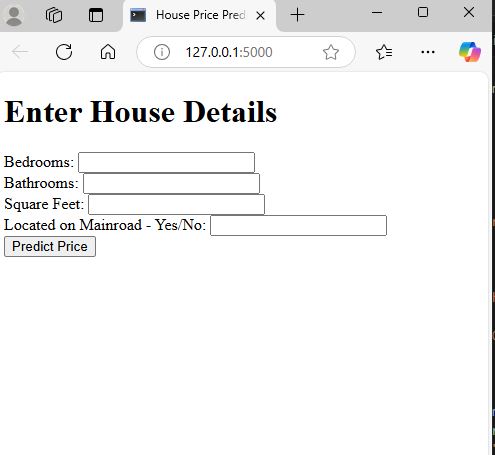 House Price Pred
127.0.0.1:5000
Enter House Details
Bedrooms:
Bathrooms:
Square Feet:
Located on Mainroad - Yes/No:
Predict Price